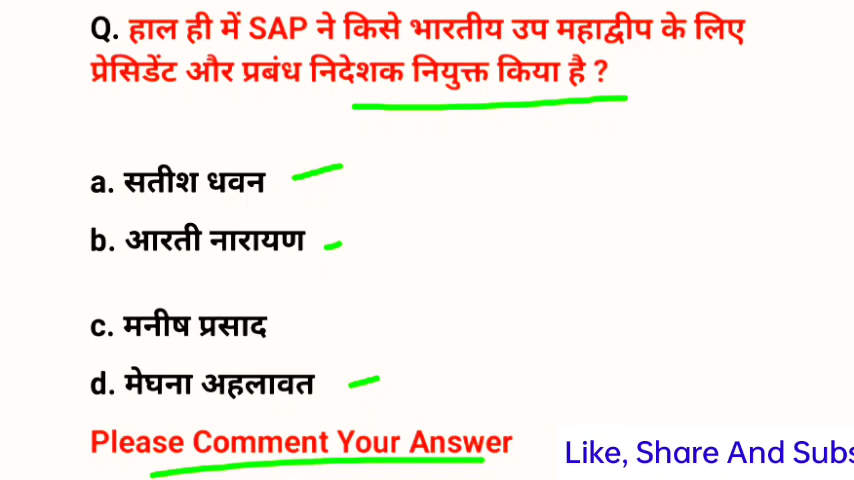 Q. हाल ही में SAP ने किसे भारतीय उप महाद्वीप के लिए
प्रेसिडेंट और प्रबंध निदेशक नियुक्त किया है ?
a. सतीश धवन
b. आरती नारायण
c. मनीष प्रसाद
d. मेघना अहलावत
Please Comment Your Answer
Like, Share And Subs